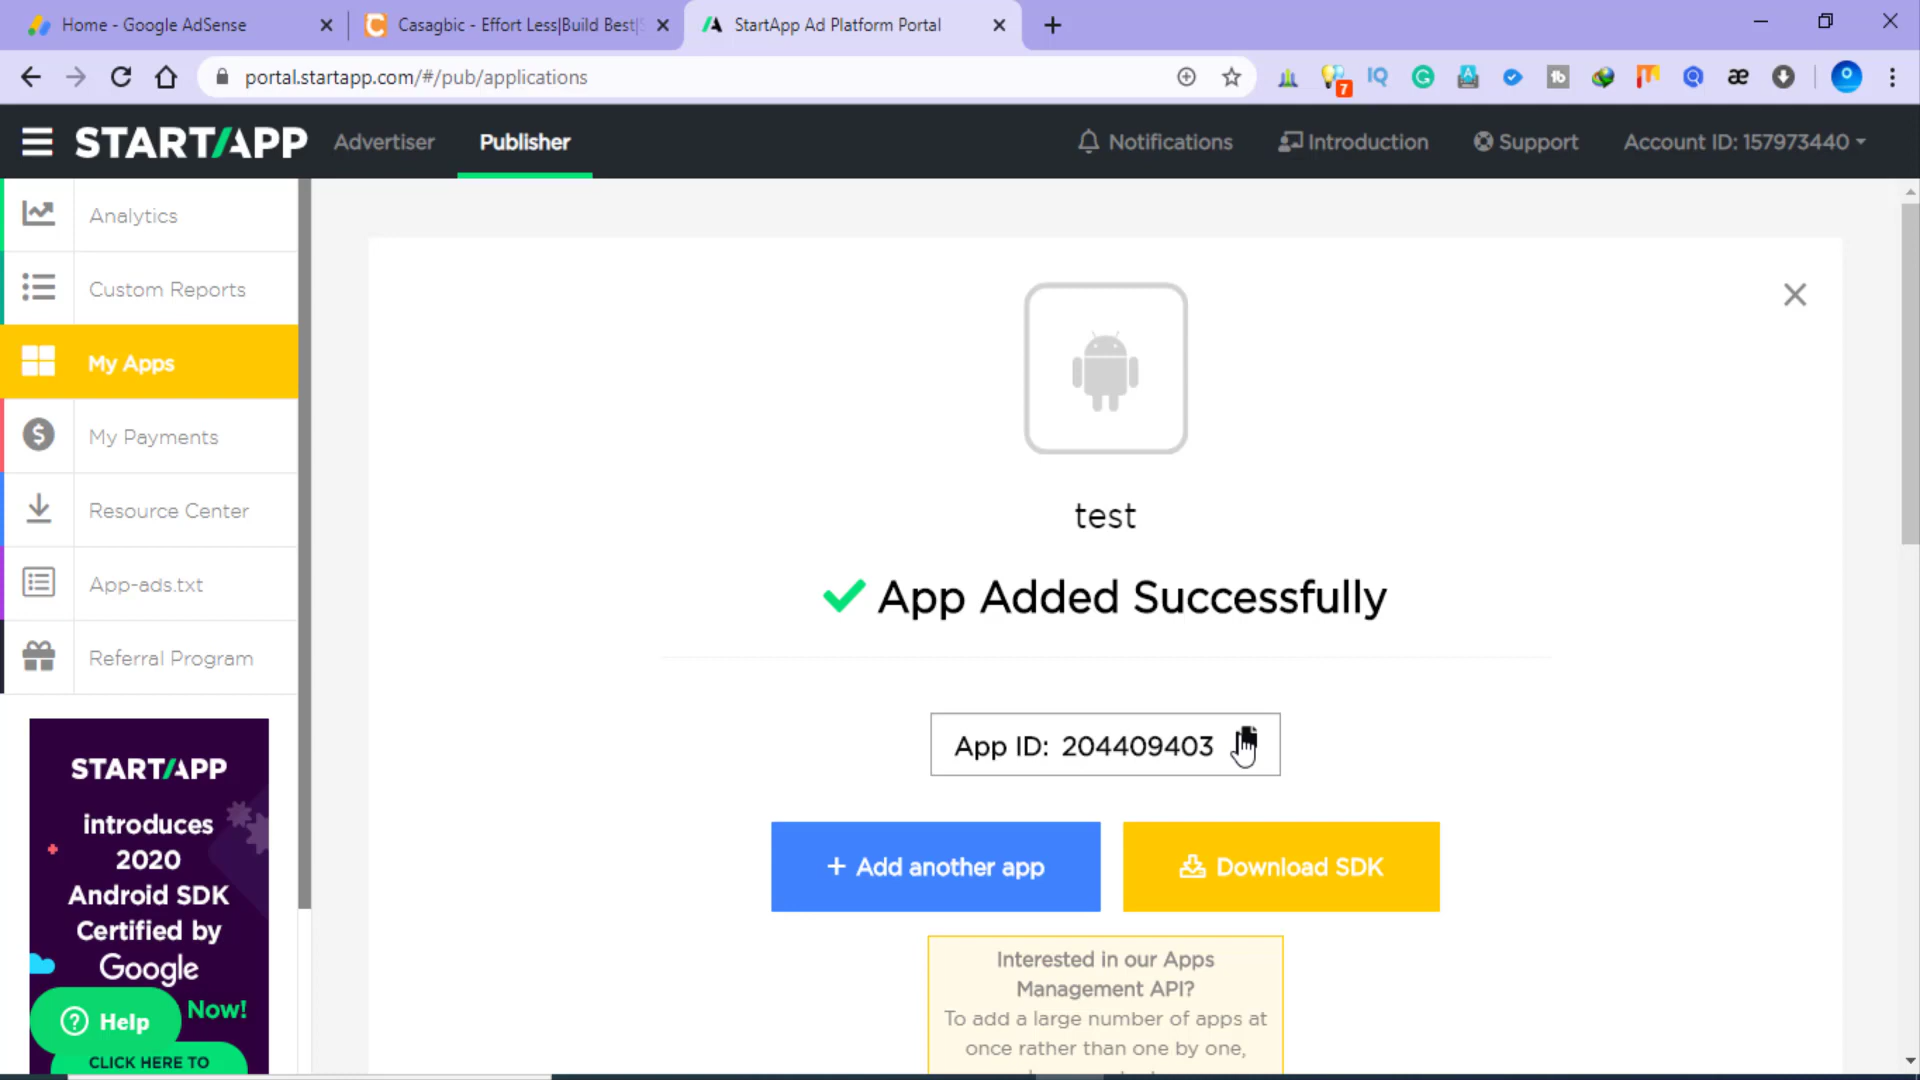 Home - Google AdSense
Casagbic - Effort Less|Build Best|
StartApp Ad Platform Portal
portal.startapp.com/#/pub/applications
7
IQ
STARTAPP
Advertiser
Publisher
Notifications
Introduction
Support
Account ID: 157973440
Analytics
Custom Reports
My Apps
My Payments
Resource Center
App-ads.txt
Referral Program
STARTAPP
introduces
2020
Android SDK
Certified by
Google
Now!
Help
CLICK HERE TO
test
App Added Successfully
App ID: 204409403
+ Add another app
Download SDK
Interested in our Apps
Management API?
To add a large number of apps at
once rather than one by one,